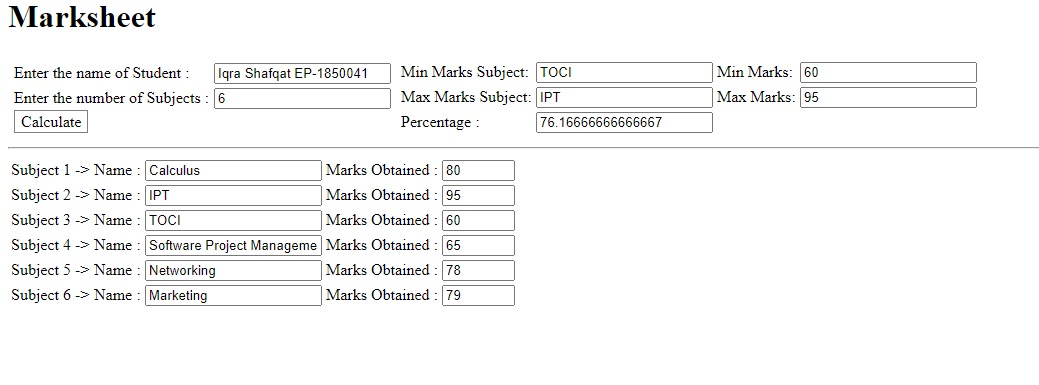 Marksheet
Enter the name of Student : Iqra Shafqat EP-1850041 Min Marks Subject: TOCI Min Marks: 60
Enter the number of Subjects : 6 Max Marks Subject: IPT Max Marks: 95
Calculate Percentage : 76.16666666666667
Subject 1 -> Name : Calculus Marks Obtained : 80
Subject 2 -> Name : IPT Marks Obtained : 95
Subject 3 -> Name : TOCI Marks Obtained : 60
Subject 4 -> Name : Software Project Manageme Marks Obtained : 65
Subject 5 -> Name : Networking Marks Obtained : 78
Subject 6 -> Name : Marketing Marks Obtained : 79